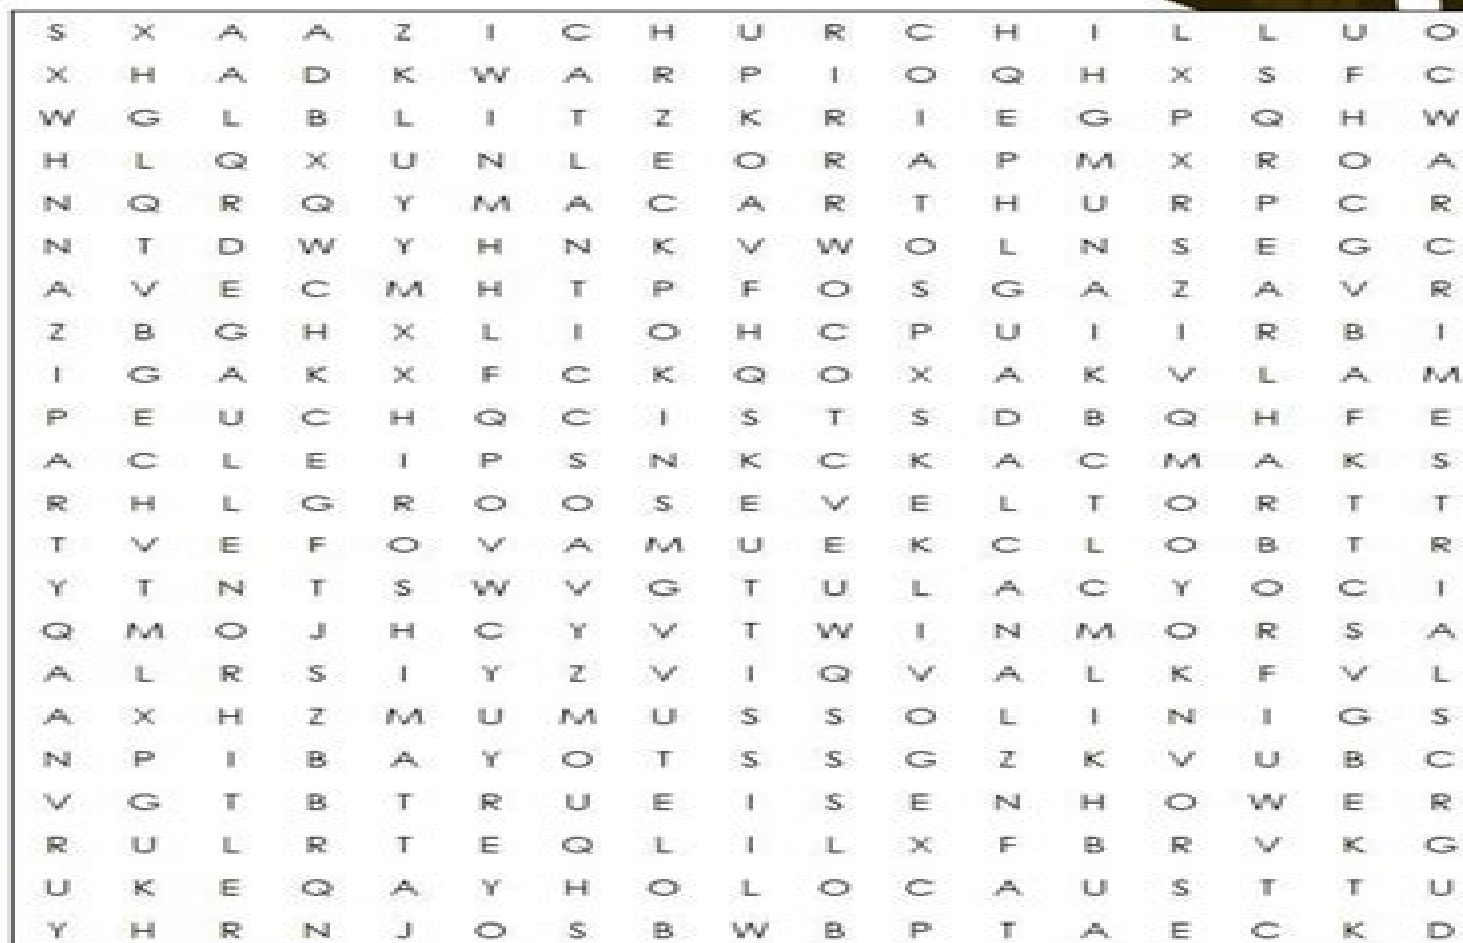 S X A A Z I C H U R C H I L L U O
X H A D K W A R P I O Q H X S F C
W G L B L I T Z K R I E G P Q H W
H L Q X U N L E O R A P M X R O A
N Q R Q Y M A C A R T H U R P C R
N T D W Y H N K V W O L N S E G C
A V E C M H T P F O S G A Z A V R
Z B G H X L I O H C P U I I R B I
I G A K X F C K Q O X A K V L A M
P E U C H Q C I S T S D B Q H F E
A C L E I P S N K C K A C M A K S
R H L G R O O S E V E L T O R T T
T V E F O V A M U E K C L O B T R
Y T N T S W V G T U L A C Y O C I
Q M O J H C Y V T W I N M O R S A
A L R S I Y Z V I Q V A L K F V L
A X H Z M U M U S S O L I N I G S
N P I B A Y O T S S G Z K V U B C
V G T B T R U E I S E N H O W E R
R U L R T E Q L I L X F B R V K G
U K E Q A Y H O L O C A U S T T U
Y H R N J O S B W B P T A E C K D